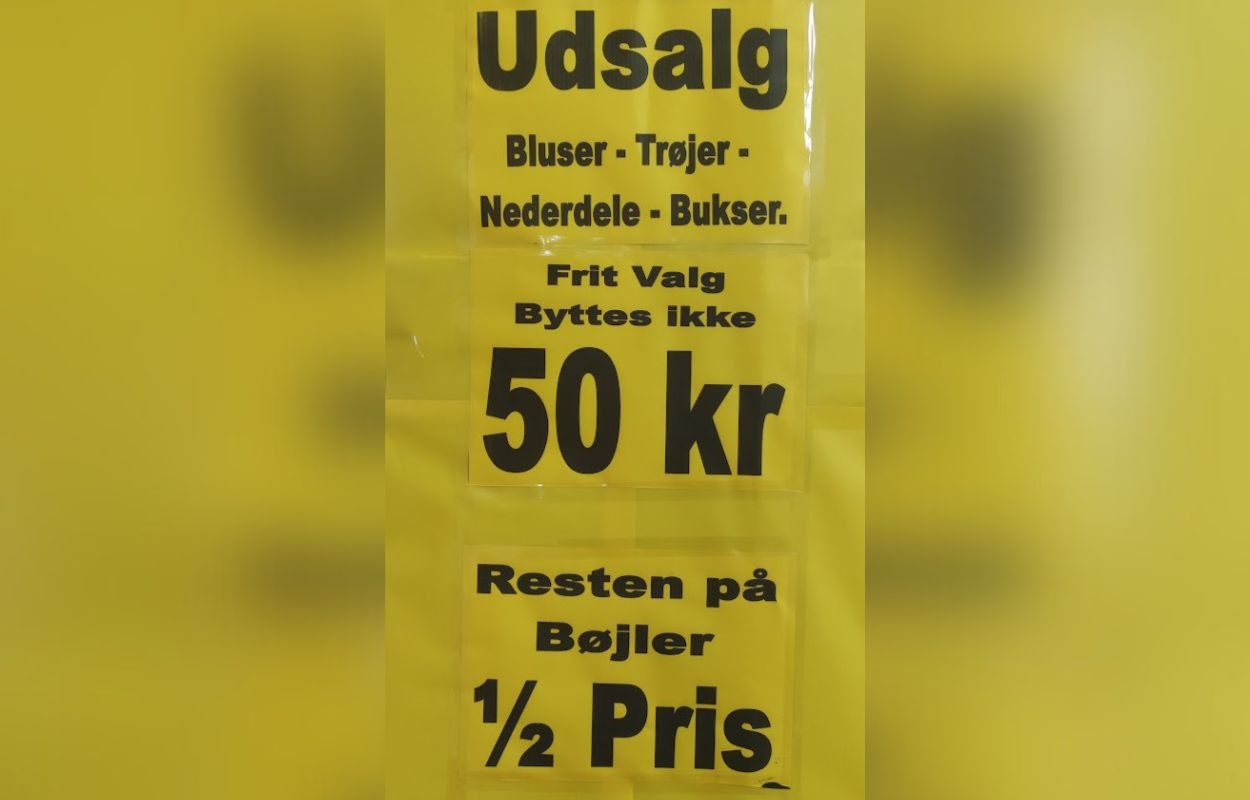 Udsalg
Bluser - Trøjer -
Nederdele - Bukser.
Frit Valg
Byttes ikke
50 kr
Resten på
Bøjler
½ Pris